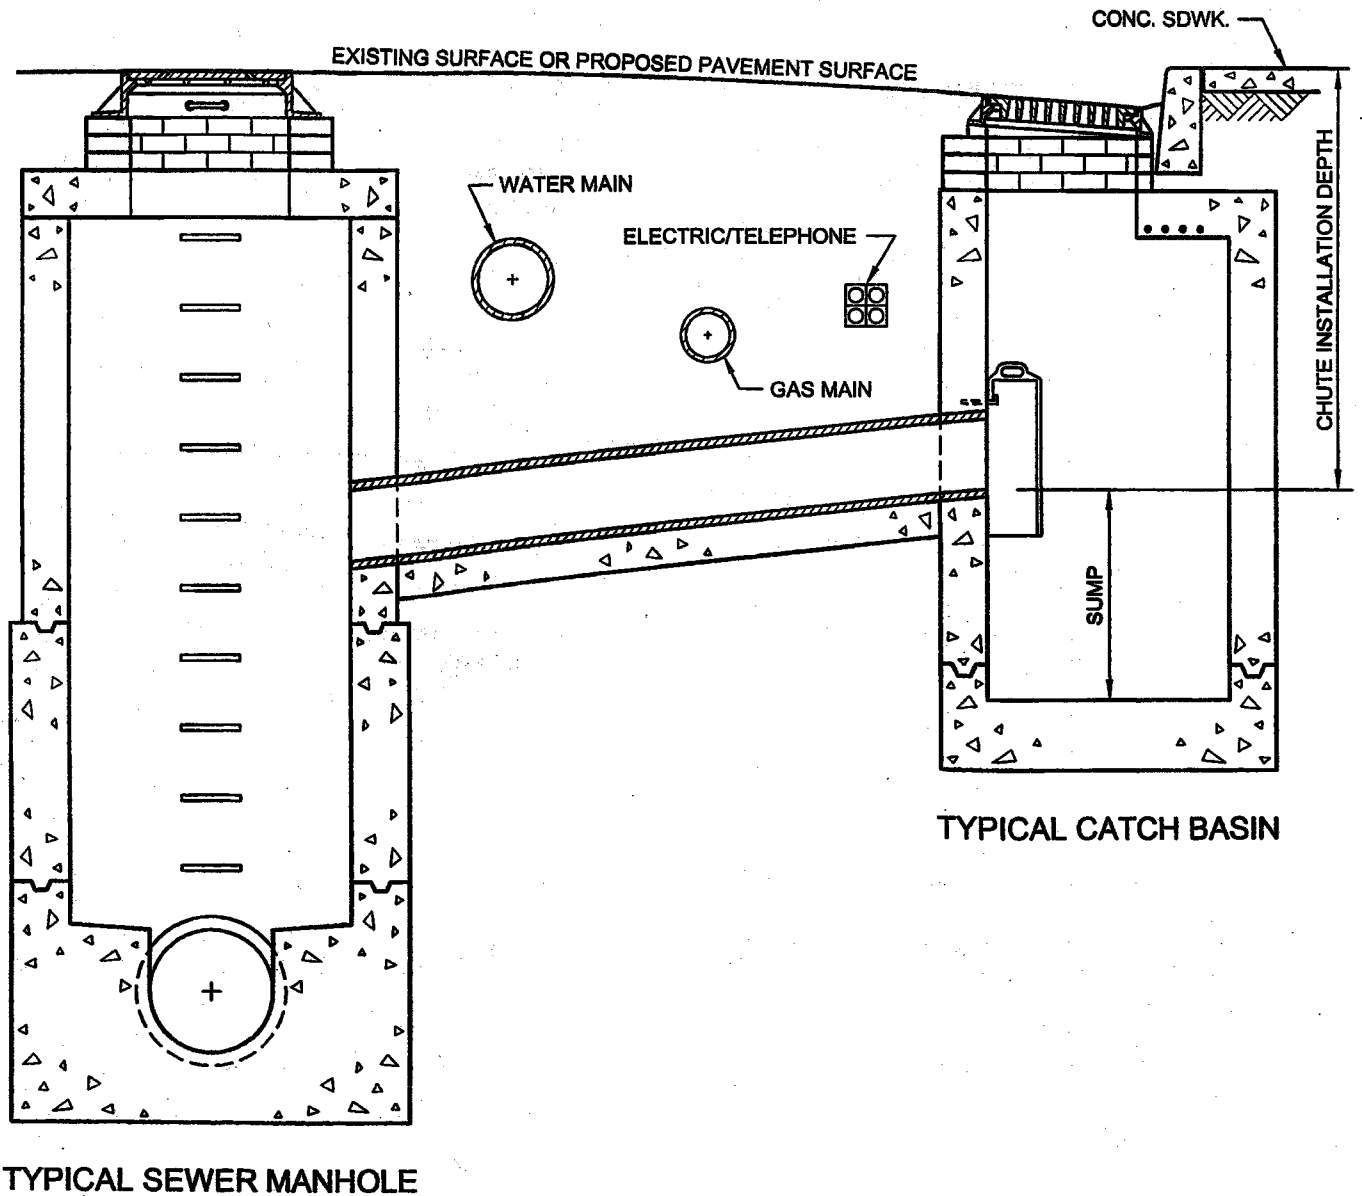 CONC. SDWK.
EXISTING SURFACE OR PROPOSED PAVEMENT SURFACE
WATER MAIN
ELECTRIC/TELEPHONE
GAS MAIN
CHUTE INSTALLATION DEPTH
SUMP
TYPICAL CATCH BASIN
TYPICAL SEWER MANHOLE